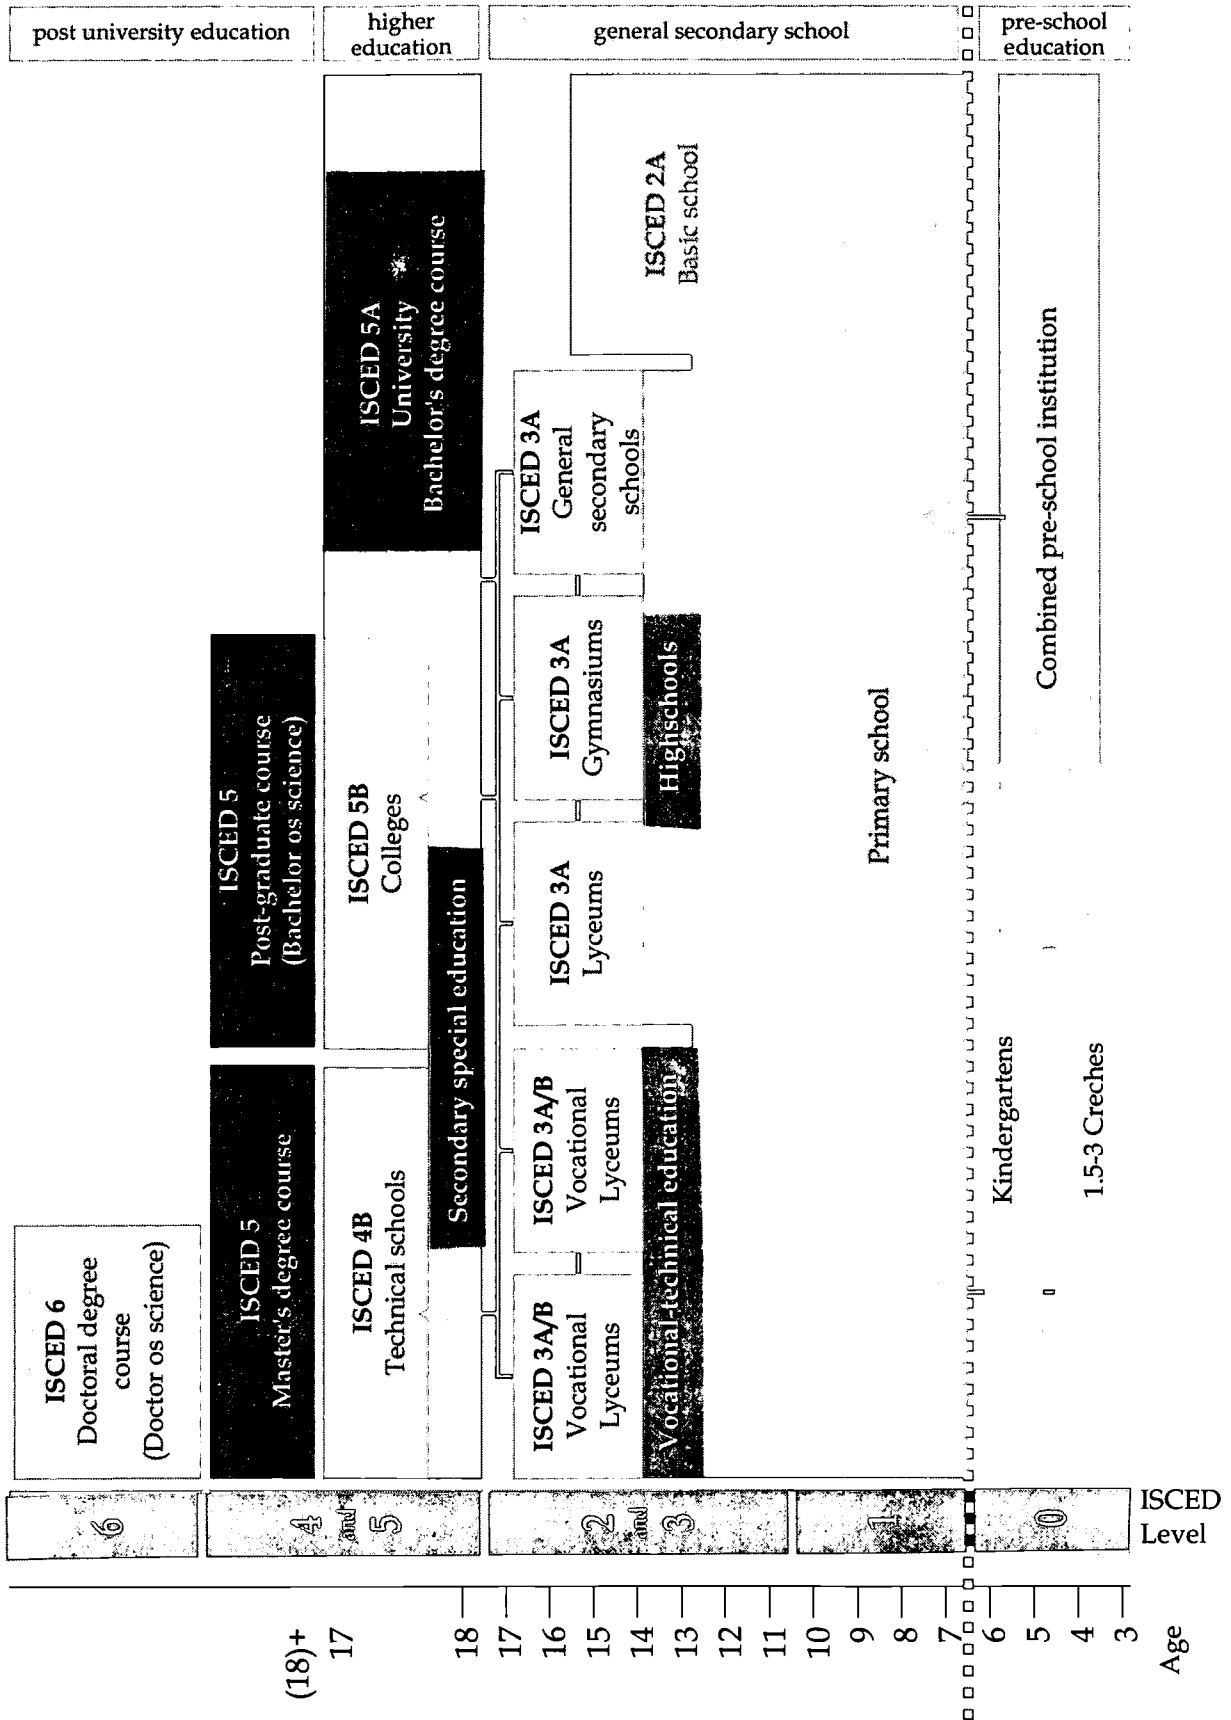 post university education
higher
education
general secondary school
pre-school
education
ISCED 6
Doctoral degree
course
(Doctor os science)
ISCED 5
Master's degree course
ISCED 5
Post-graduate course
(Bachelor os science)
ISCED 4B
Technical schools
ISCED 5B
Colleges
ISCED 5A
University
Bachelor's degree course
Secondary special education
ISCED 3A/B
Vocational
Lyceums
ISCED 3A/B
Vocational
Lyceums
ISCED 3A
Lyceums
ISCED 3A
Gymnasiums
ISCED 3A
General
secondary
schools
ISCED 2A
Basic school
Vocational-technical education
Highschools
Primary school
Kindergartens
1.5-3 Creches
Combined pre-school institution
6
4
and
5
2
and
3
1
0
ISCED
Level
(18)+
17
18
17
16
15
14
13
12
11
10
9
8
7
6
5
4
3
Age